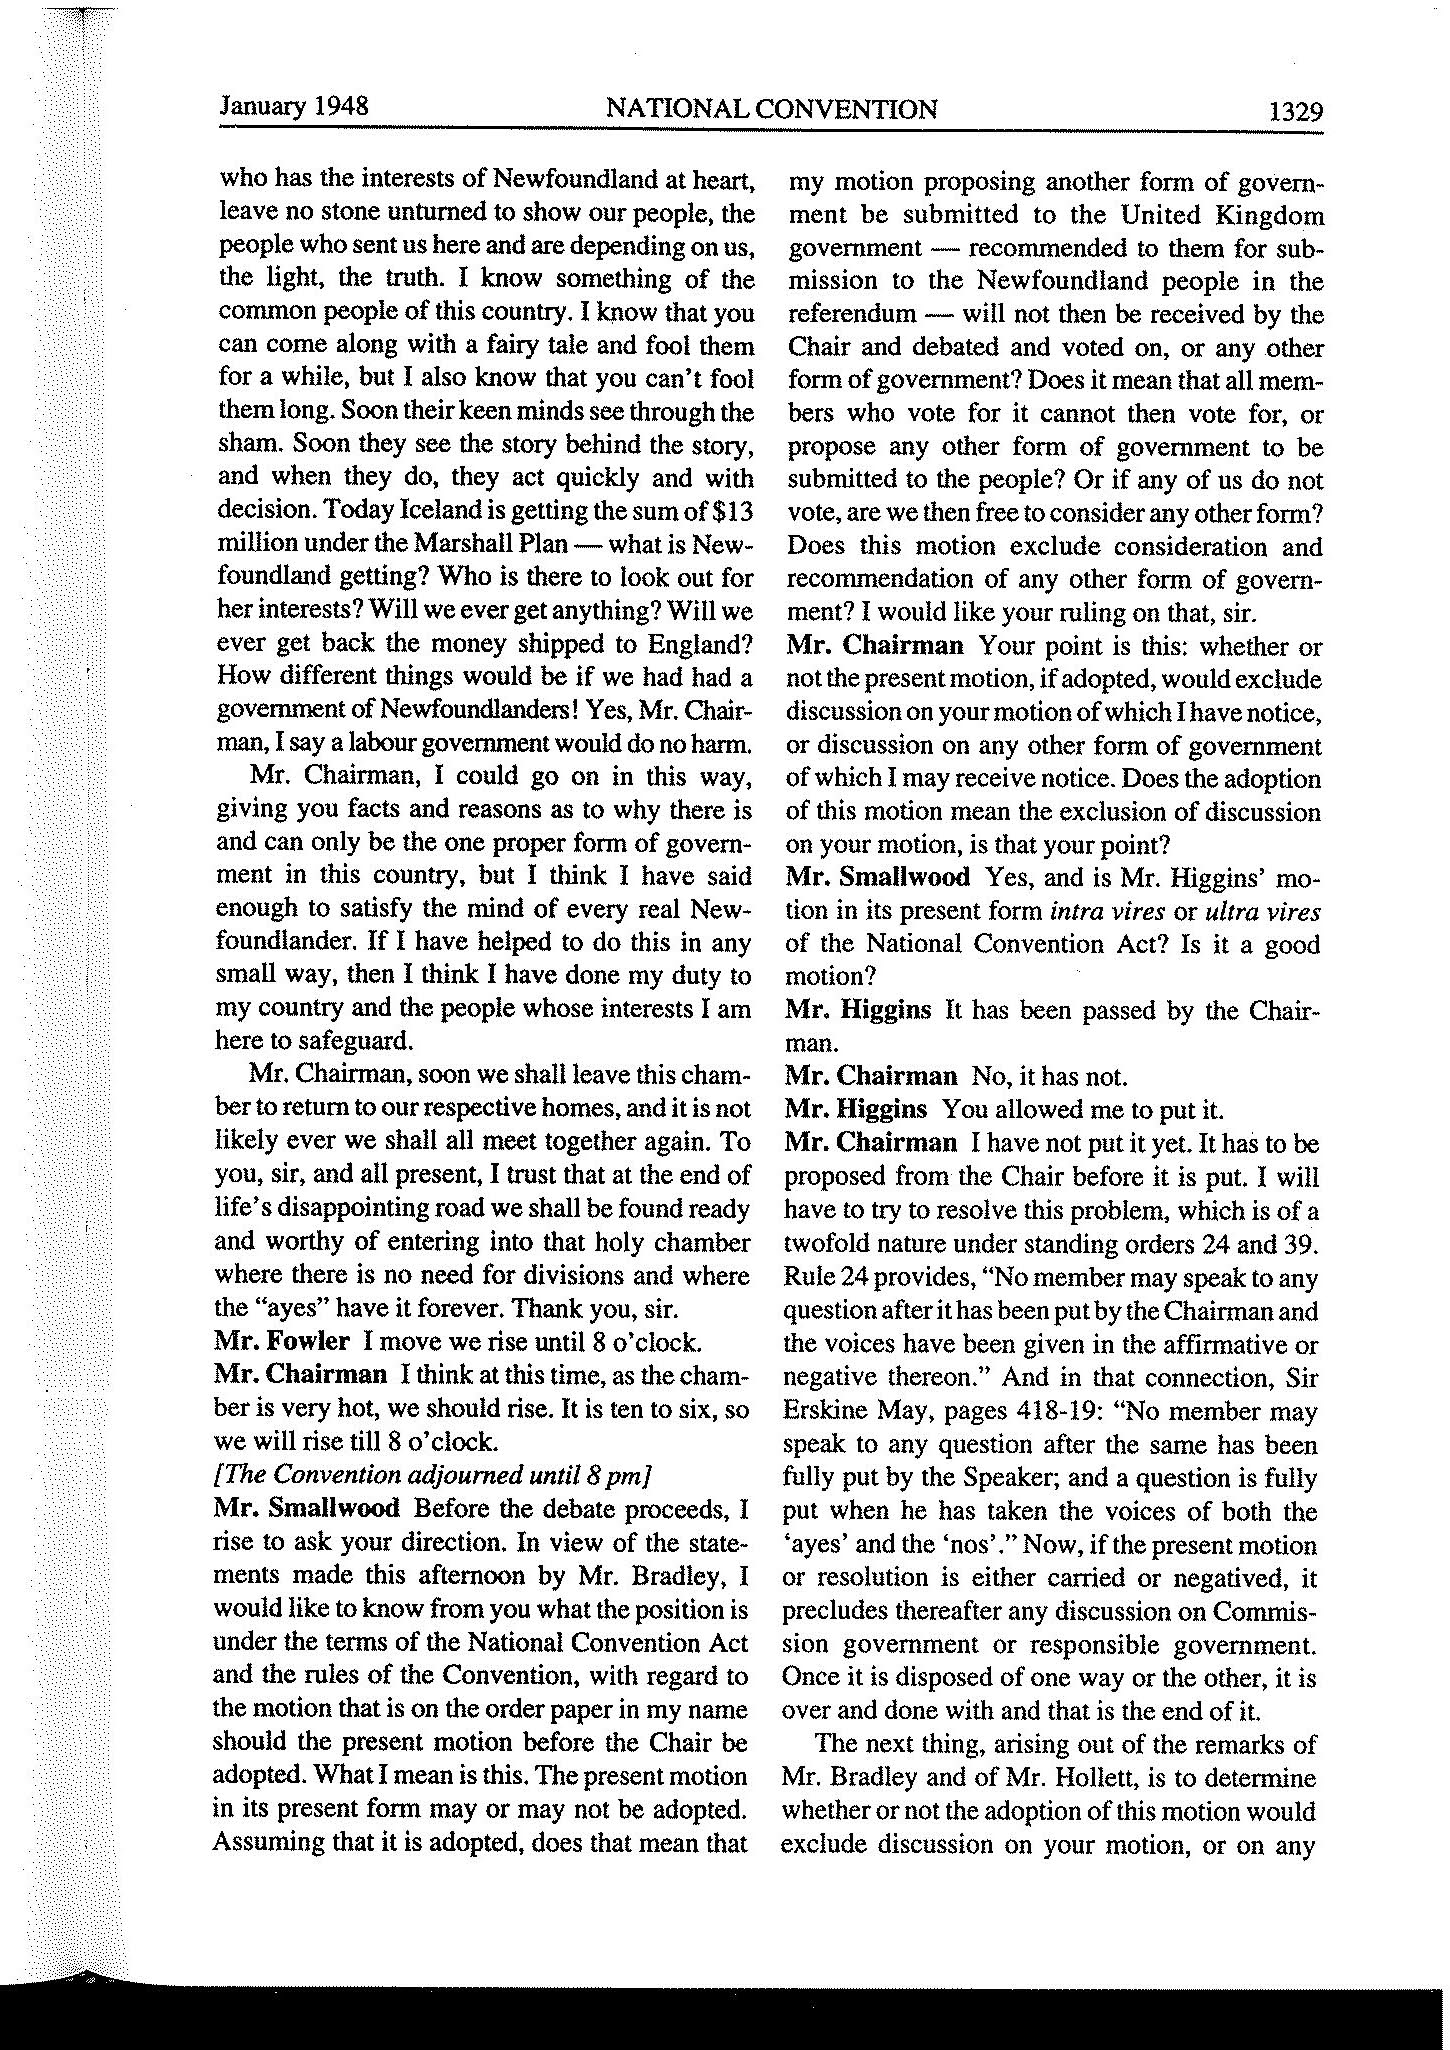 January 1948 NATIONAL CONVENTION 1329
who has the interests of Newfoundland at heart,
leave no stone unturned to show our people, the
people who sent us here and are depending on us,
the light, the truth. I know something of the
common people of this country. I know that you
can come along with a fairy tale and fool them
for a while, but I also know that you can't fool
them long. Soon their keen minds see through the
sham. Soon they see the story behind the story,
and when they do, they act quickly and with
decision. Today Iceland is getting the sum of $13
million under the Marshall Plan — what is New-
foundland getting? Who is there to look out for
her interests? Will we ever get anything? Will we
ever get back the money shipped to England?
How different things would be if we had had a
government of Newfoundlanders! Yes, Mr. Chair-
man, I say a labour government would do no harm.
Mr. Chairman, I could go on in this way,
giving you facts and reasons as to why there is
and can only be the one proper form of govern-
ment in this country, but I think I have said
enough to satisfy the mind of every real New-
foundlander. If I have helped to do this in any
small way, then I think I have done my duty to
my country and the people whose interests I am
here to safeguard.
Mr. Chairman, soon we shall leave this cham-
ber to return to our respective homes, and it is not
likely ever we shall all meet together again. To
you, sir, and all present, I trust that at the end of
life's disappointing road we shall be found ready
and worthy of entering into that holy chamber
where there is no need for divisions and where
the "ayes" have it forever. Thank you, sir.
Mr. Fowler I move we rise until 8 o'clock.
Mr. Chairman I think at this time, as the cham-
ber is very hot, we should rise. It is ten to six, so
we will rise till 8 o'clock.
[The Convention adjourned until 8 pm]
Mr. Smallwood Before the debate proceeds, I
rise to ask your direction. In view of the state-
ments made this afternoon by Mr. Bradley, I
would like to know from you what the position is
under the terms of the National Convention Act
and the rules of the Convention, with regard to
the motion that is on the order paper in my name
should the present motion before the Chair be
adopted. What I mean is this. The present motion
in its present form may or may not be adopted.
Assuming that it is adopted, does that mean that
my motion proposing another form of govern-
ment be submitted to the United Kingdom
government — recommended to them for sub-
mission to the Newfoundland people in the
referendum — will not then be received by the
Chair and debated and voted on, or any other
form of government? Does it mean that all mem-
bers who vote for it cannot then vote for, or
propose any other form of government to be
submitted to the people? Or if any of us do not
vote, are we then free to consider any other form?
Does this motion exclude consideration and
recommendation of any other form of govern-
ment? I would like your ruling on that, sir.
Mr. Chairman Your point is this: whether or
not the present motion, if adopted, would exclude
discussion on your motion of which I have notice,
or discussion on any other form of government
of which I may receive notice. Does the adoption
of this motion mean the exclusion of discussion
on your motion, is that your point?
Mr. Smallwood Yes, and is Mr. Higgins' mo-
tion in its present form intra vires or ultra vires
of the National Convention Act? Is it a good
motion?
Mr. Higgins It has been passed by the Chair-
man.
Mr. Chairman No, it has not.
Mr. Higgins You allowed me to put it.
Mr. Chairman I have not put it yet. It has to be
proposed from the Chair before it is put. I will
have to try to resolve this problem, which is of a
twofold nature under standing orders 24 and 39.
Rule 24 provides, "No member may speak to any
question after it has been put by the Chairman and
the voices have been given in the affirmative or
negative thereon." And in that connection, Sir
Erskine May, pages 418-19: "No member may
speak to any question after the same has been
fully put by the Speaker; and a question is fully
put when he has taken the voices of both the
'ayes' and the 'nos'." Now, if the present motion
or resolution is either carried or negatived, it
precludes thereafter any discussion on Commis-
sion government or responsible government.
Once it is disposed of one way or the other, it is
over and done with and that is the end of it.
The next thing, arising out of the remarks of
Mr. Bradley and of Mr. Hollett, is to determine
whether or not the adoption of this motion would
exclude discussion on your motion, or on any